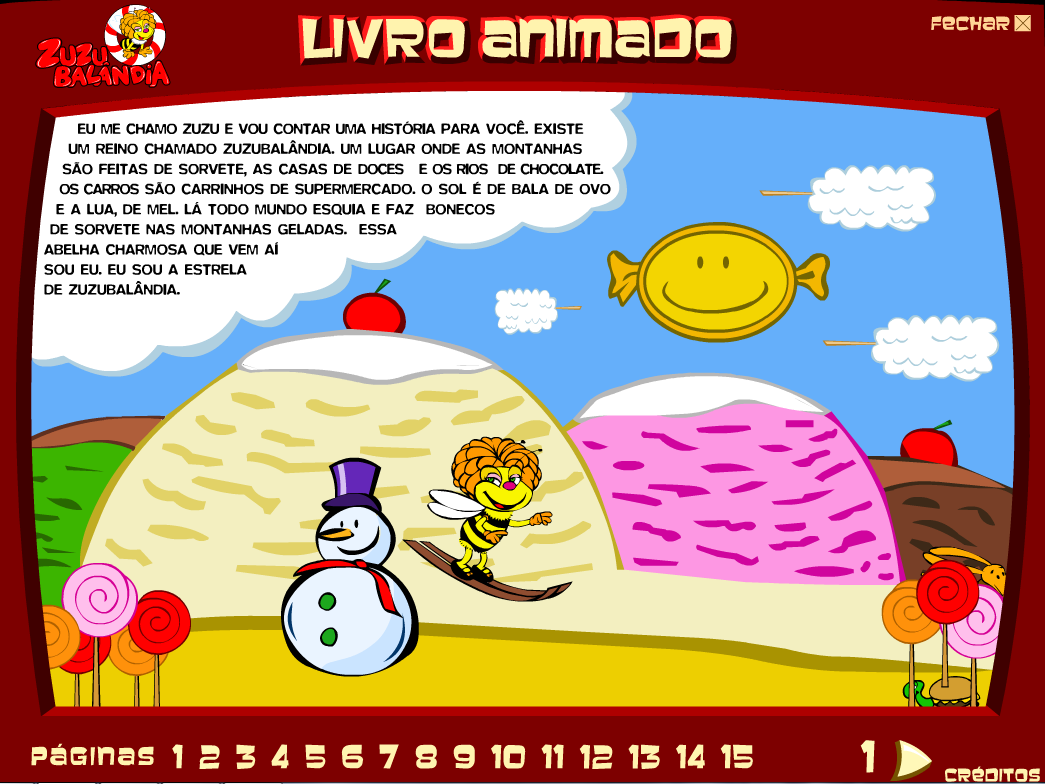 ZUZU
BALÂNDIA
LIVRO ANIMADO
FECHAR
EU ME CHAMO ZUZU E VOU CONTAR UMA HISTÓRIA PARA VOCÊ. EXISTE
UM REINO CHAMADO ZUZUBALÂNDIA. UM LUGAR ONDE AS MONTANHAS
SÃO FEITAS DE SORVETE, AS CASAS DE DOCES E OS RIOS DE CHOCOLATE.
OS CARROS SÃO CARRINHOS DE SUPERMERCADO. O SOL É DE BALA DE OVO
E A LUA, DE MEL. LÁ TODO MUNDO ESQUIA E FAZ BONECOS
DE SORVETE NAS MONTANHAS GELADAS. ESSA
ABELHA CHARMOSA QUE VEM AÍ
SOU EU. EU SOU A ESTRELA
DE ZUZUBALÂNDIA.
PÁGINAS 1 2 3 4 5 6 7 8 9 10 11 12 13 14 15
1
CRÉDITOS